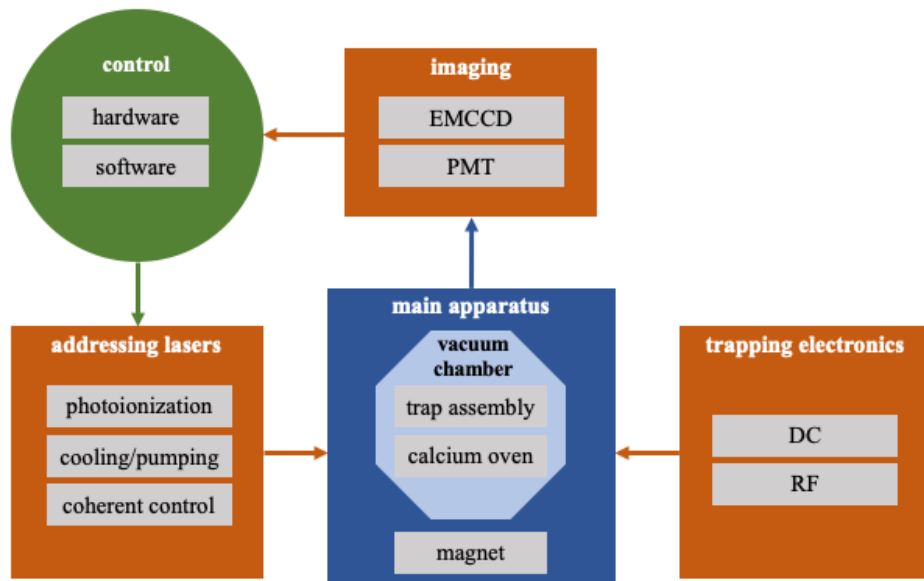 control
hardware
software
imaging
EMCCD
PMT
addressing lasers
photoionization
cooling/pumping
coherent control
main apparatus
vacuum
chamber
trap assembly
calcium oven
magnet
trapping electronics
DC
RF